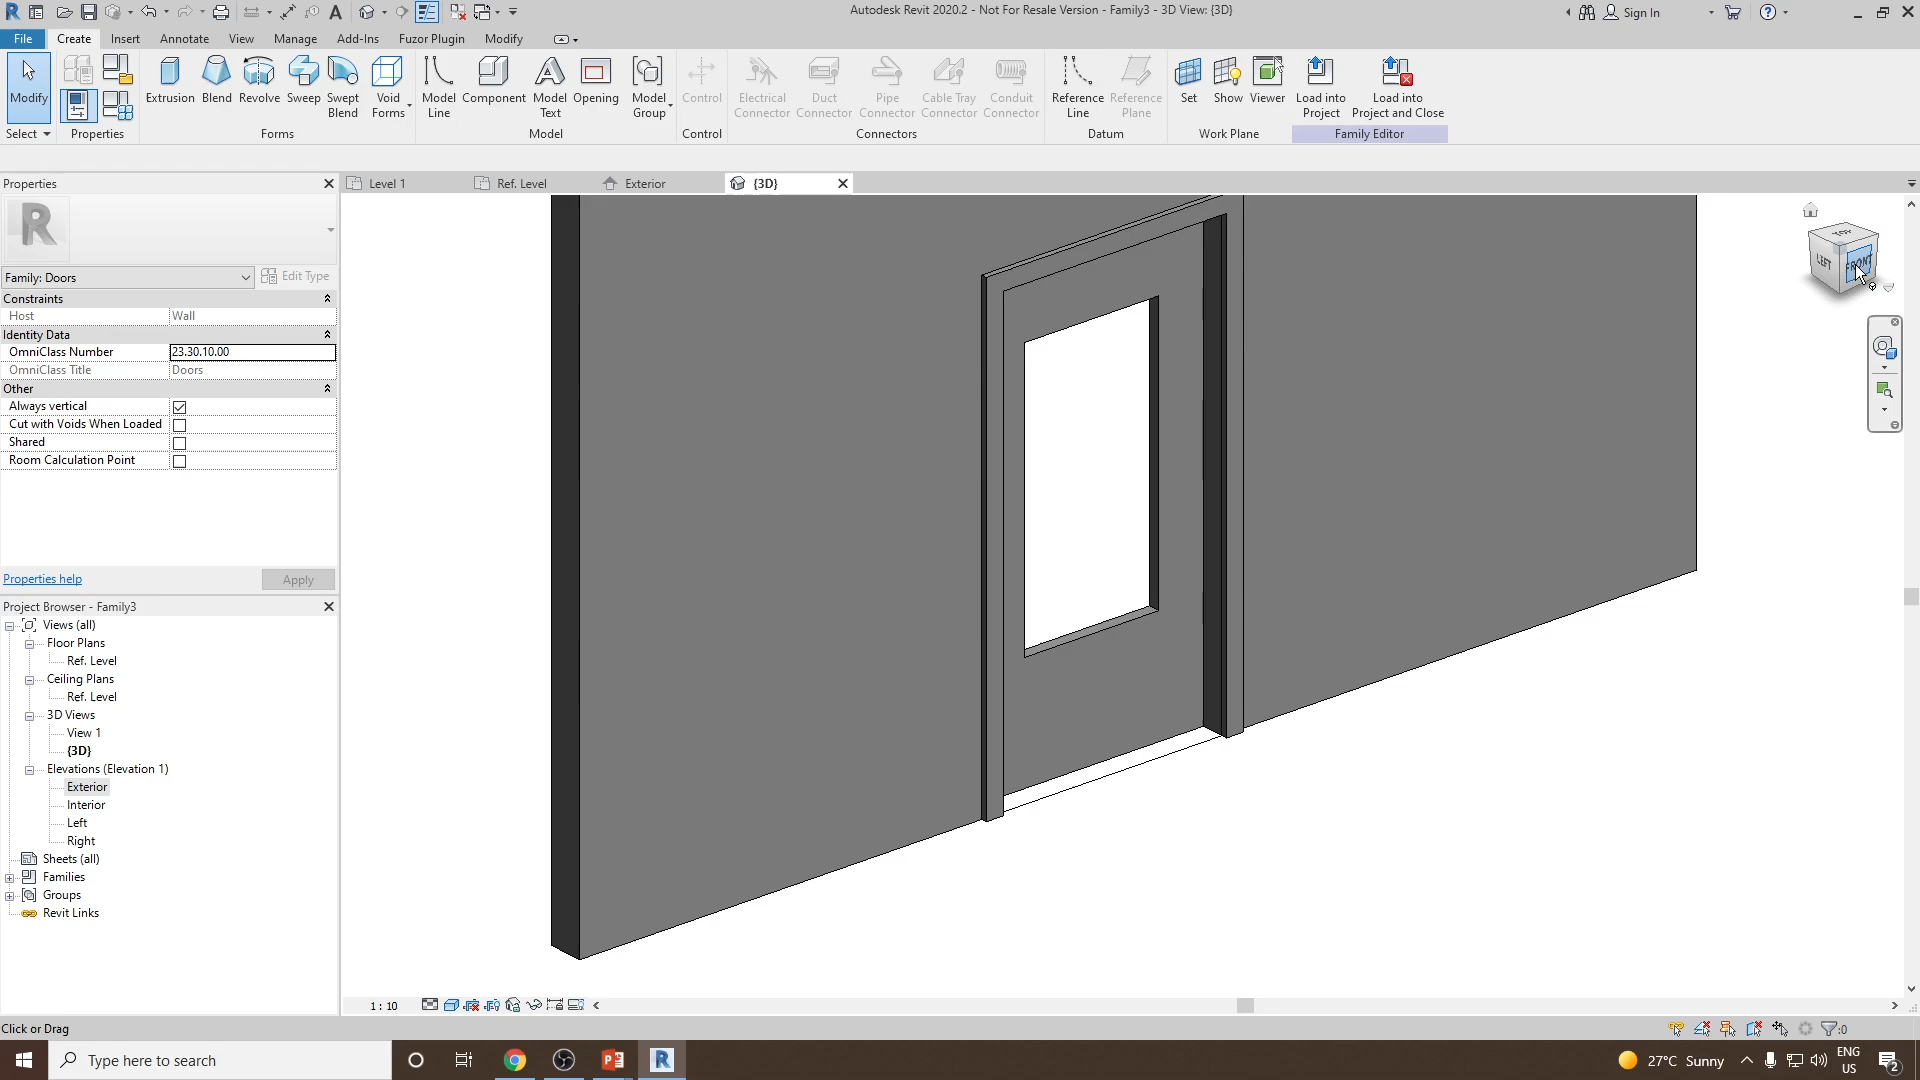 Autodesk Revit 2020.2 - Not For Resale Version - Family3 - 3D View: {3D}
Sign In
File
Create
Insert
Annotate
View
Manage
Add-Ins
Fuzor Plugin
Modify
Modify
Extrusion
Blend
Revolve
Sweep
Swept
Blend
Void
Forms
Model
Line
Component
Model
Text
Opening
Model
Group
Control
Electrical
Connector
Duct
Connector
Pipe
Connector
Cable Tray
Connector
Conduit
Connector
Reference
Line
Reference
Plane
Set
Show
Viewer
Load into
Project
Load into
Project and Close
Select
Properties
Forms
Model
Control
Connectors
Datum
Work Plane
Family Editor
Properties
Level 1
Ref. Level
Exterior
{3D}
R
Family: Doors
Edit Type
Constraints
Host
Wall
Identity Data
OmniClass Number
23.30.10.00
OmniClass Title
Doors
Other
Always vertical
Cut with Voids When Loaded
Shared
Room Calculation Point
Properties help
Apply
Project Browser - Family3
Views (all)
Floor Plans
Ref. Level
Ceiling Plans
Ref. Level
3D Views
View 1
{3D}
Elevations (Elevation 1)
Exterior
Interior
Left
Right
Sheets (all)
Families
Groups
Revit Links
TOP
LEFT
FRONT
1 : 10
Click or Drag
:0
Type here to search
27°C Sunny
ENG
US
2